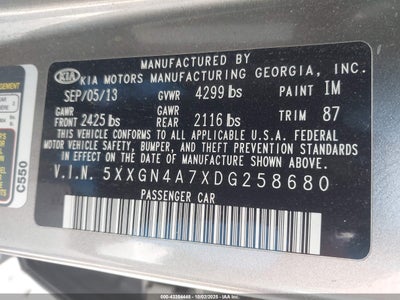 MANUFACTURED BY
KIA KIA MOTORS MANUFACTURING GEORGIA, INC.
SEP/05/13 GVWR 4299 lbs PAINT IM
GAWR GAWR
FRONT 2425 lbs REAR 2116 lbs TRIM 87
THIS VEHICLE CONFORMS TO ALL APPLICABLE U.S.A. FEDERAL
MOTOR VEHICLE SAFETY, BUMPER, AND THEFT PREVENTION
STANDARDS IN EFFECT ON THE DATE OF MANUFACTURE SHOWN ABOVE.
V.I.N. 5XXGN4A7XDG258680
PASSENGER CAR
C550